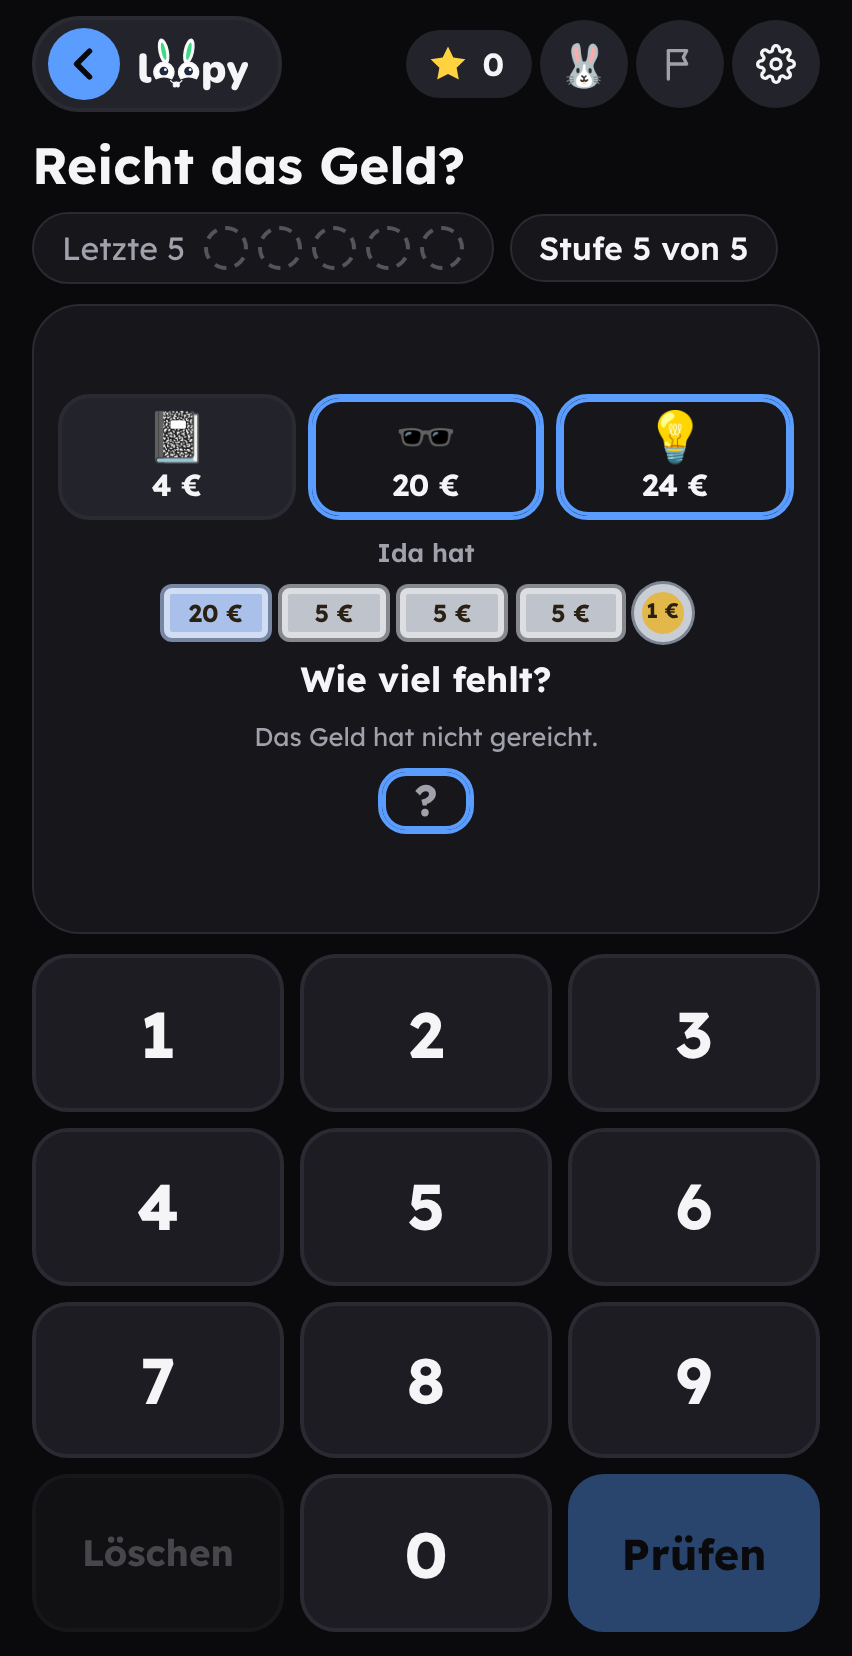 loopy
0
Reicht das Geld?
Letzte 5
Stufe 5 von 5
4 €
20 €
24 €
Ida hat
20 €
5 €
5 €
5 €
1 €
Wie viel fehlt?
Das Geld hat nicht gereicht.
?
1
2
3
4
5
6
7
8
9
Löschen
0
Prüfen